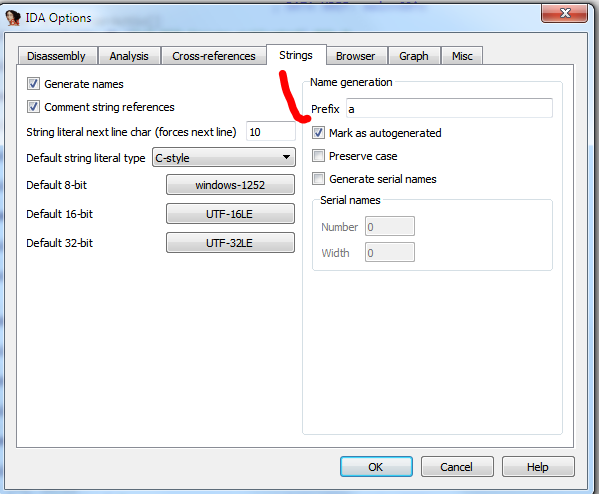 IDA Options
Disassembly Analysis Cross-references Strings Browser Graph Misc
Generate names
Comment string references
String literal next line char (forces next line) 10
Default string literal type C-style
Default 8-bit windows-1252
Default 16-bit UTF-16LE
Default 32-bit UTF-32LE
Name generation
Prefix a
Mark as autogenerated
Preserve case
Generate serial names
Serial names
Number 0
Width 0
OK Cancel Help